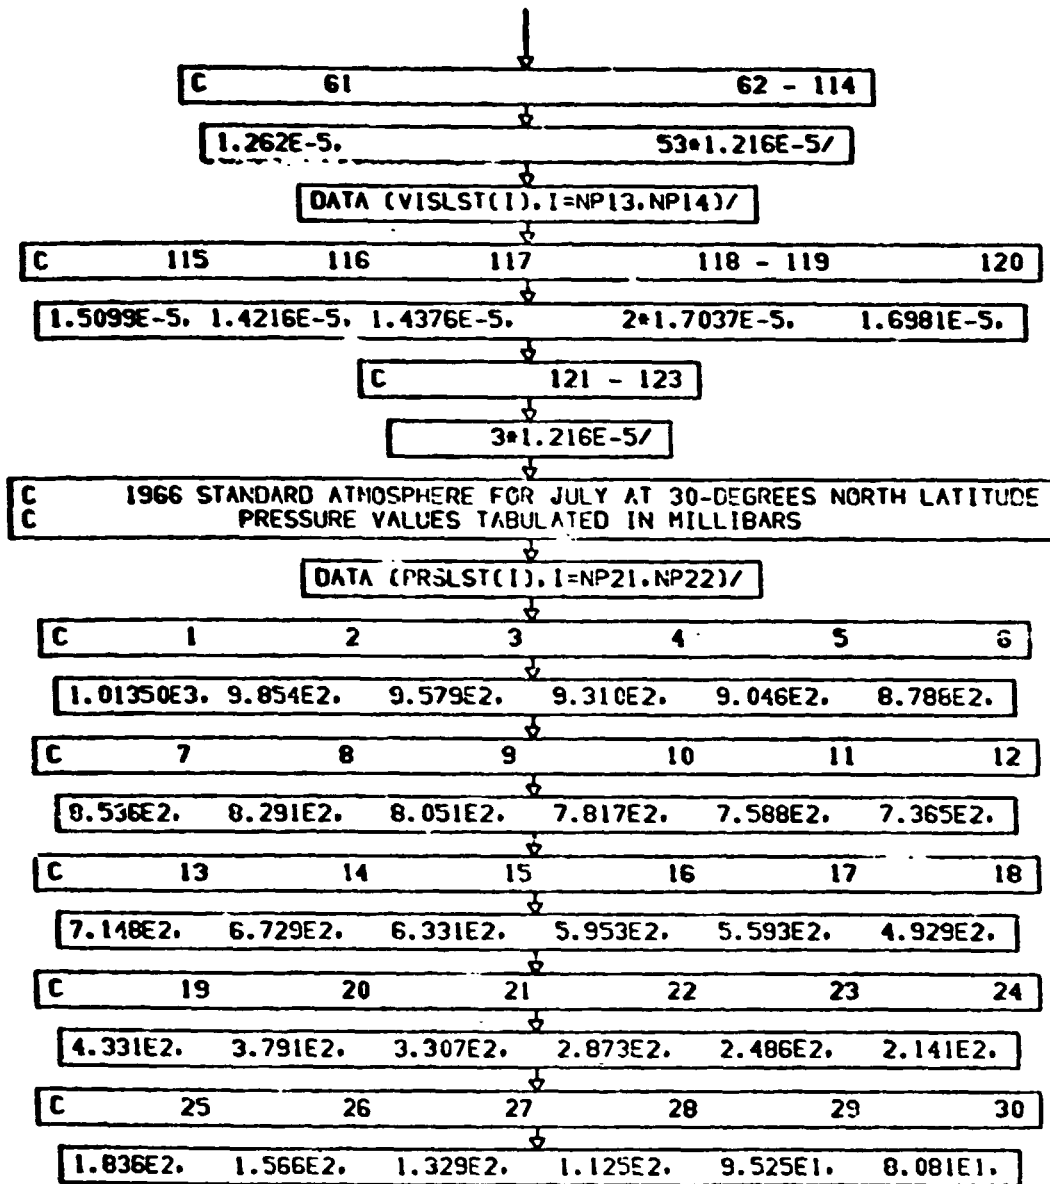 C 61 62 - 114
1.262E-5, 53*1.216E-5/
DATA (VISLST(I),I=NP13,NP14)/
C 115 116 117 118 - 119 120
1.5099E-5, 1.4216E-5, 1.4376E-5, 2*1.7037E-5, 1.6981E-5,
C 121 - 123
3*1.216E-5/
C 1966 STANDARD ATMOSPHERE FOR JULY AT 30-DEGREES NORTH LATITUDE
C PRESSURE VALUES TABULATED IN MILLIBARS
DATA (PRSLST(I),I=NP21,NP22)/
C 1 2 3 4 5 6
1.01350E3, 9.854E2, 9.579E2, 9.310E2, 9.046E2, 8.788E2,
C 7 8 9 10 11 12
8.536E2, 8.291E2, 8.051E2, 7.817E2, 7.588E2, 7.365E2,
C 13 14 15 16 17 18
7.148E2, 6.729E2, 6.331E2, 5.953E2, 5.593E2, 4.929E2,
C 19 20 21 22 23 24
4.331E2, 3.791E2, 3.307E2, 2.873E2, 2.486E2, 2.141E2,
C 25 26 27 28 29 30
1.836E2, 1.566E2, 1.329E2, 1.125E2, 9.525E1, 8.081E1,